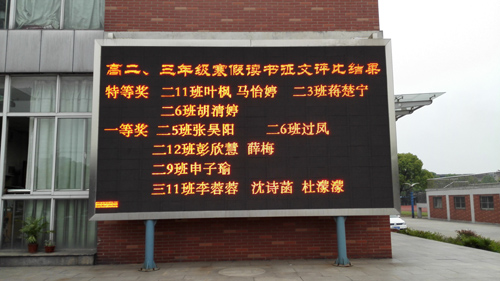 高二、三年级寒假读书征文评比结果
特等奖 二11班叶枫 马怡婷 二3班蒋楚宁
二6班胡清婷
一等奖 二5班张昊阳 二6班过凤
二12班彭欣慧 薛梅
二9班申子瑜
三11班李蓉蓉 沈诗菡 杜濛濛